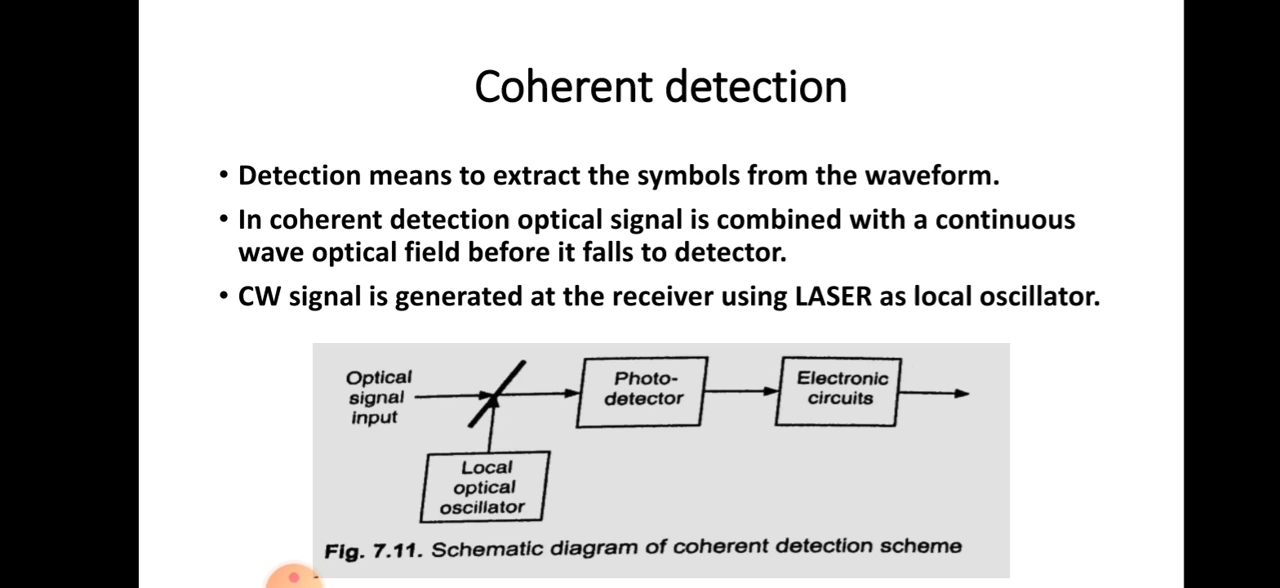 Coherent detection
• Detection means to extract the symbols from the waveform.
• In coherent detection optical signal is combined with a continuous
wave optical field before it falls to detector.
• CW signal is generated at the receiver using LASER as local oscillator.
Optical
signal
input
Photo-
detector
Electronic
circuits
Local
optical
oscillator
Fig. 7.11. Schematic diagram of coherent detection scheme